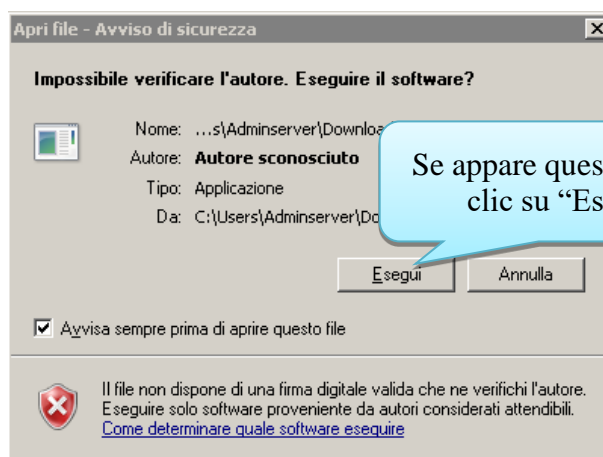 Apri file - Avviso di sicurezza
Impossibile verificare l'autore. Eseguire il software?
Nome: ...s\Adminserver\Downloa
Autore: Autore sconosciuto
Tipo: Applicazione
Da: C:\Users\Adminserver\Do
Se appare ques
clic su “Es
Esegui Annulla
Avvisa sempre prima di aprire questo file
Il file non dispone di una firma digitale valida che ne verifichi l'autore.
Eseguire solo software proveniente da autori considerati attendibili.
Come determinare quale software eseguire